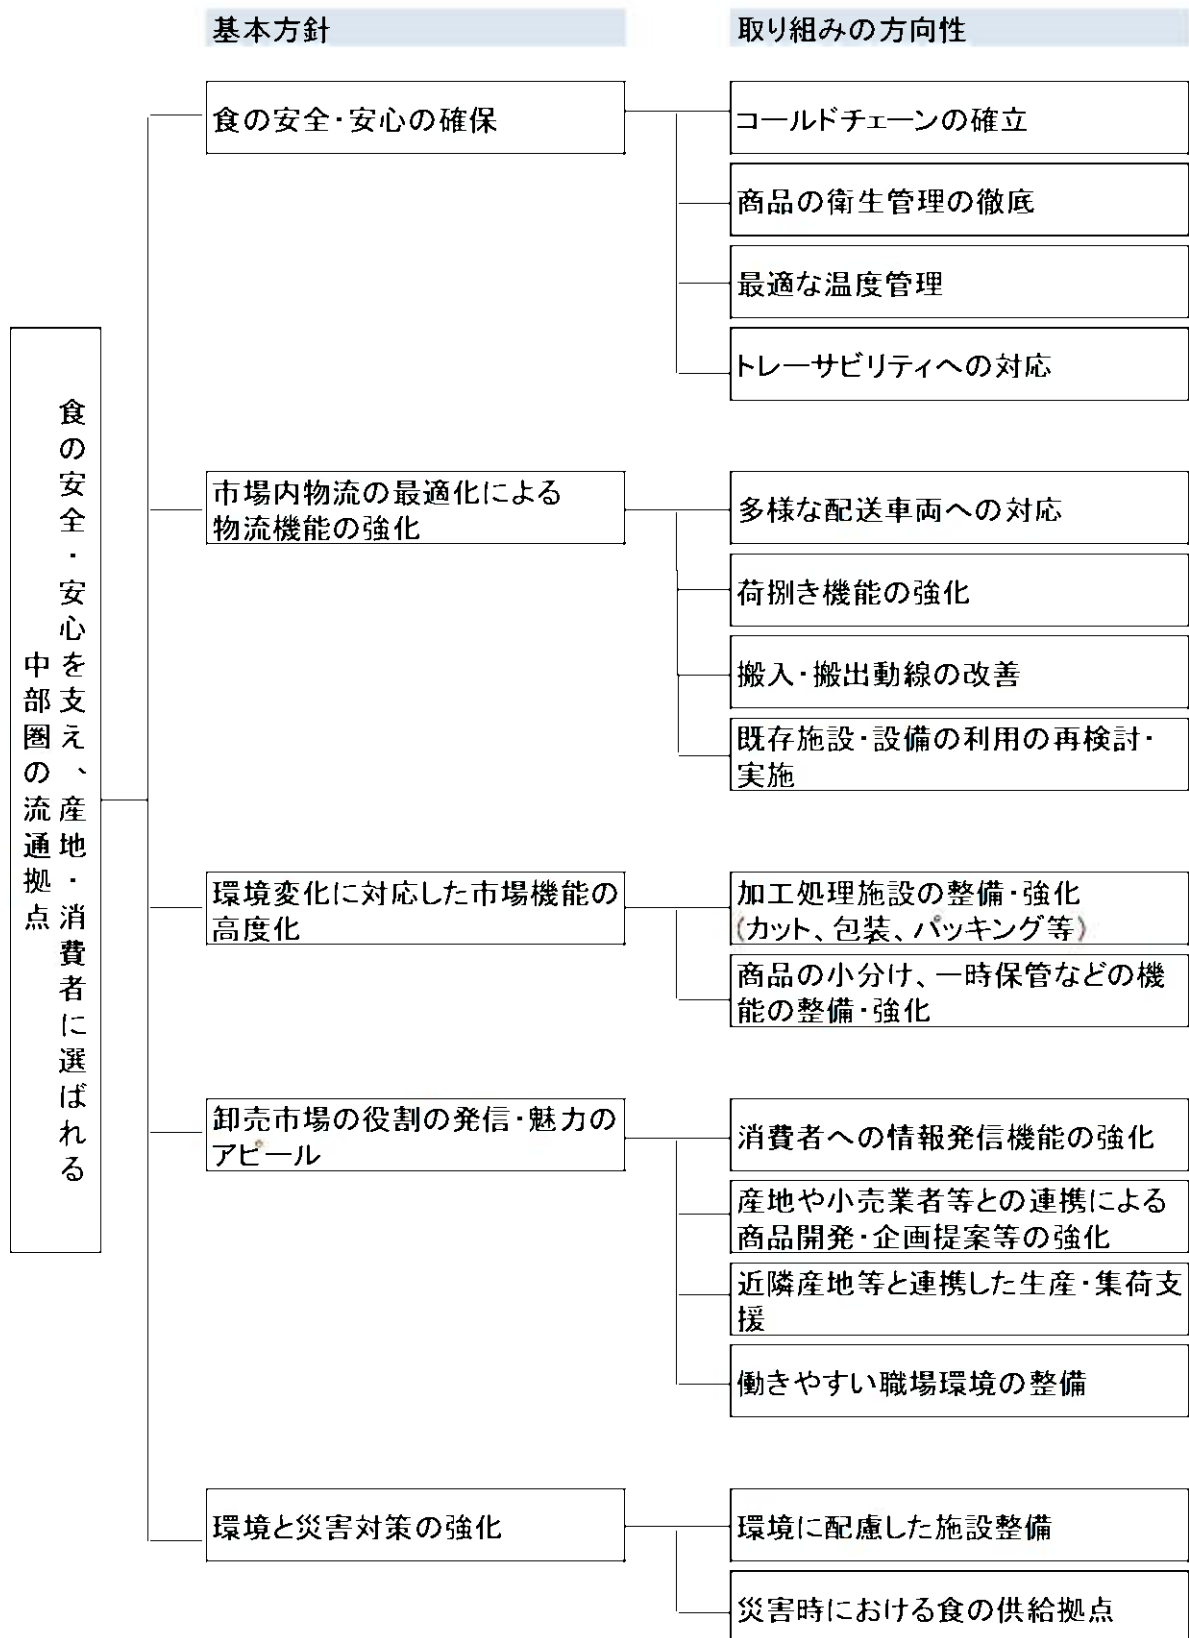 基本方針
取り組みの方向性
食の安全・安心を支え、産地・消費者に選ばれる
中部圏の流通拠点
食の安全・安心の確保
コールドチェーンの確立
商品の衛生管理の徹底
最適な温度管理
トレーサビリティへの対応
市場内物流の最適化による
物流機能の強化
多様な配送車両への対応
荷捌き機能の強化
搬入・搬出動線の改善
既存施設・設備の利用の再検討・
実施
環境変化に対応した市場機能の
高度化
加工処理施設の整備・強化
(カット、包装、パッキング等)
商品の小分け、一時保管などの機
能の整備・強化
卸売市場の役割の発信・魅力の
アピール
消費者への情報発信機能の強化
産地や小売業者等との連携による
商品開発・企画提案等の強化
近隣産地等と連携した生産・集荷支
援
働きやすい職場環境の整備
環境と災害対策の強化
環境に配慮した施設整備
災害時における食の供給拠点